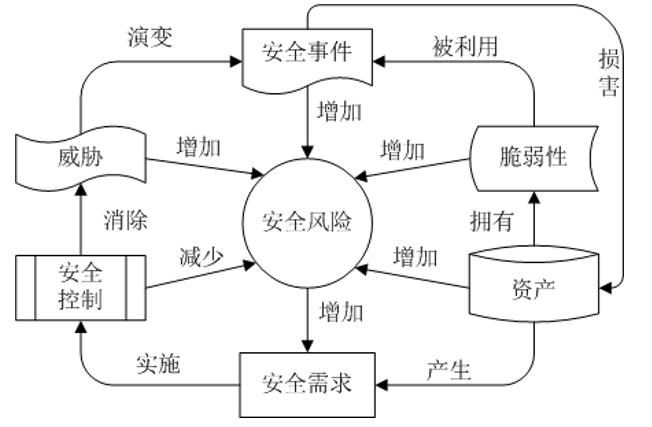 演变
安全事件
被利用
损
害
增加
威胁
增加
增加
脆弱性
消除
安全风险
拥有
安全
控制
减少
增加
资产
增加
实施
安全需求
产生